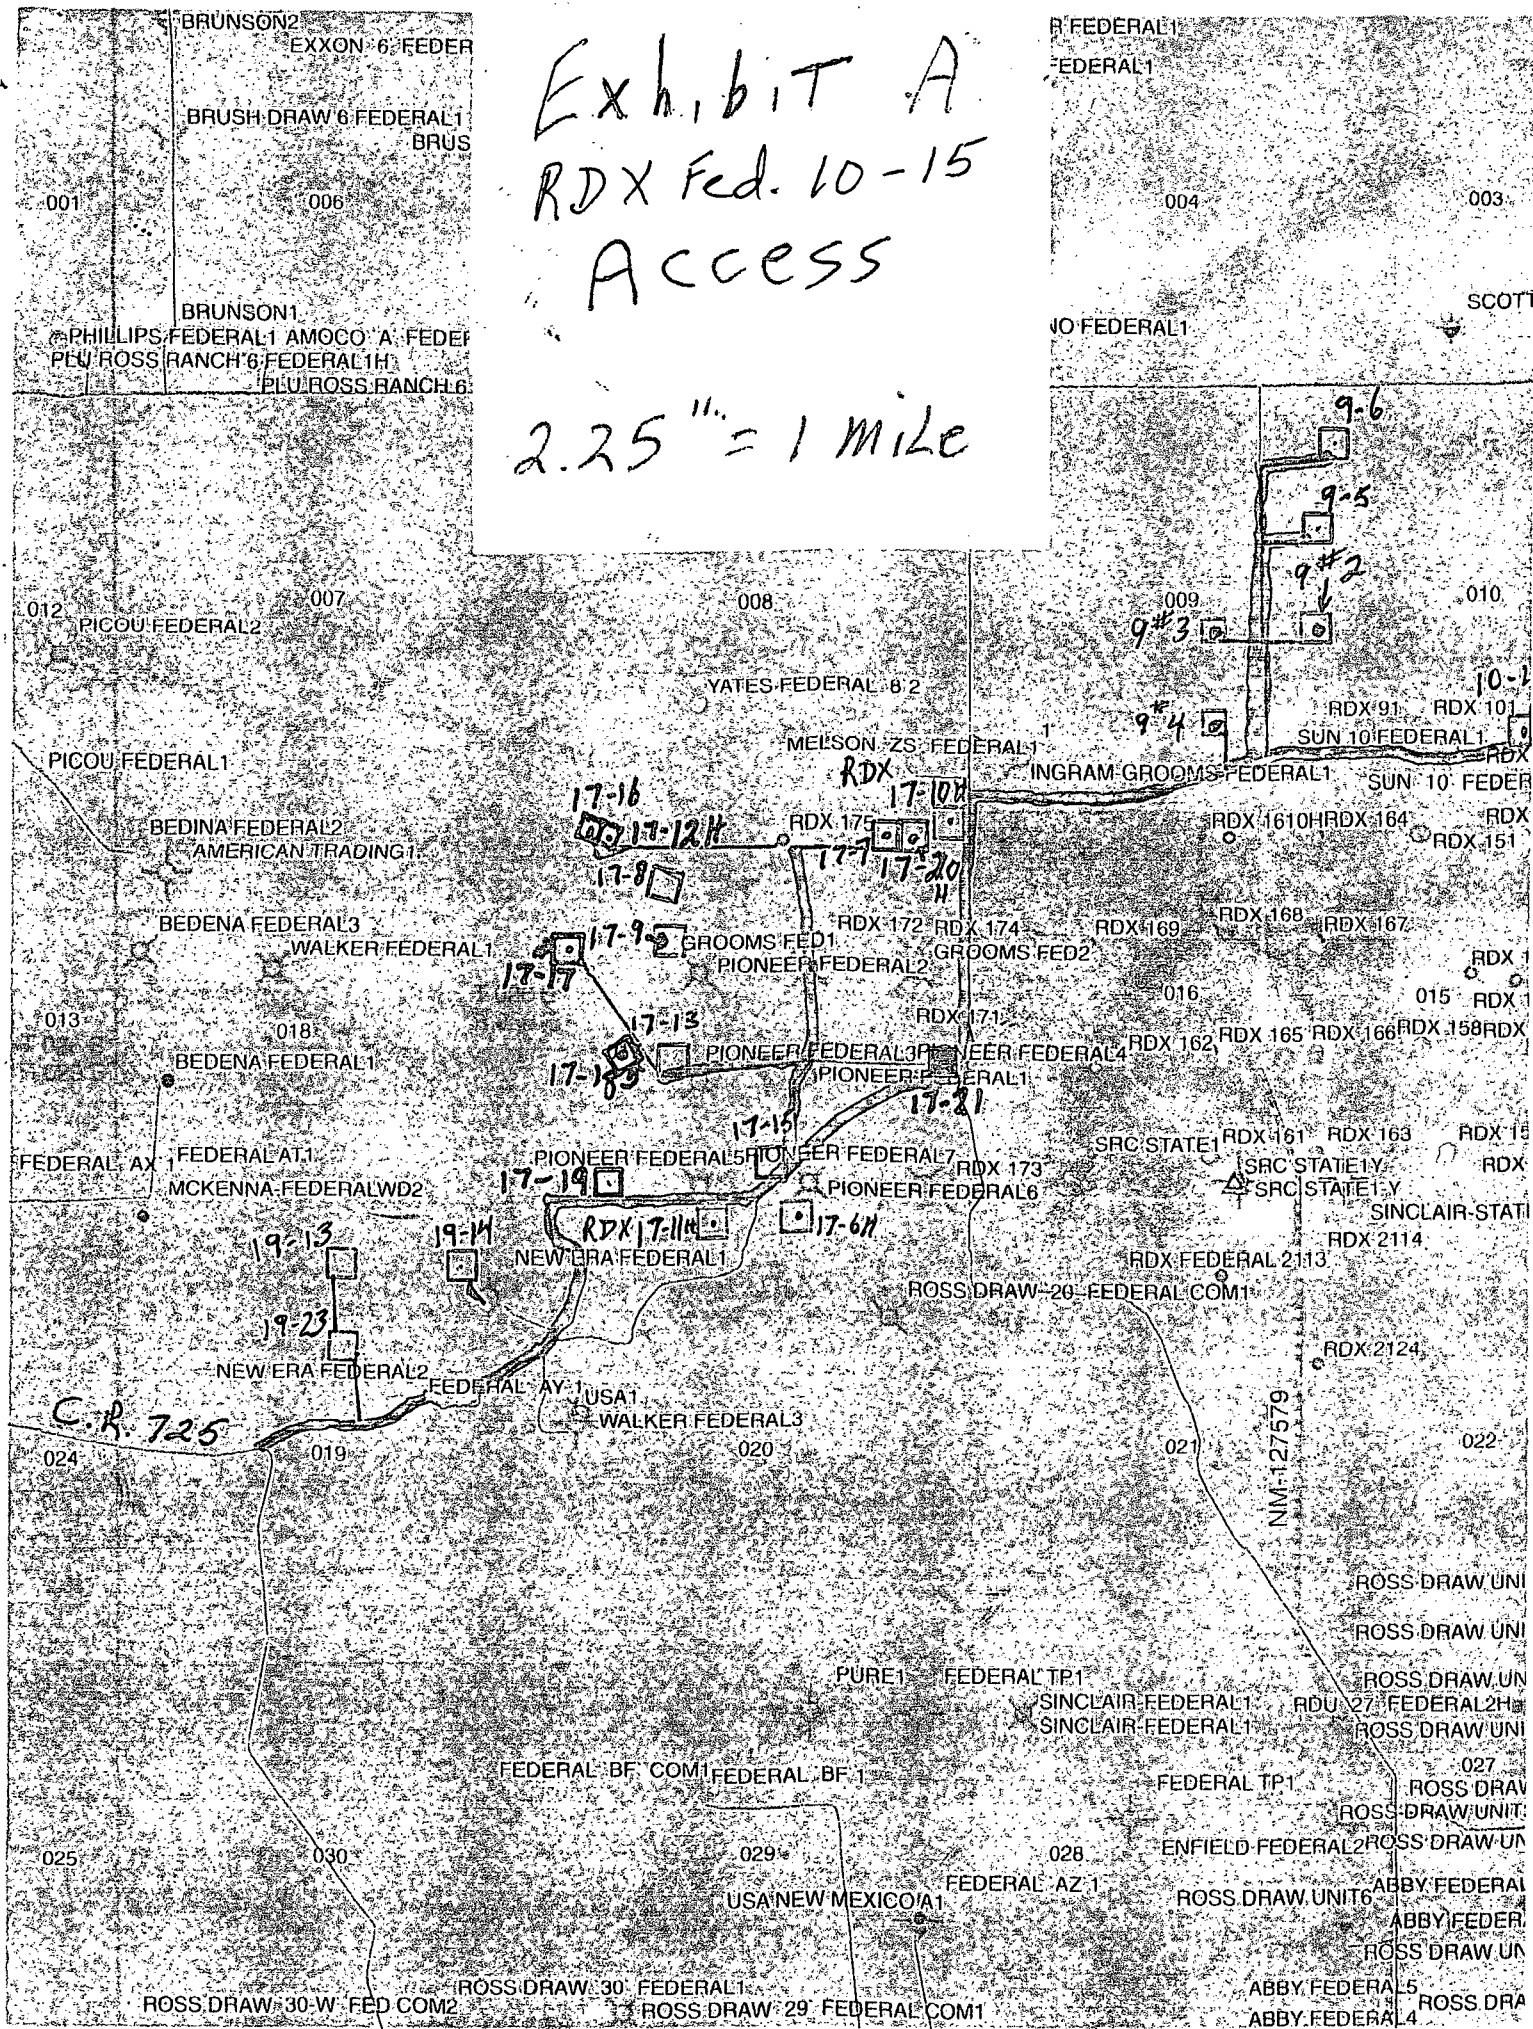 BRUNSON2
EXXON 6 FEDER
BRUSH DRAW 6 FEDERAL1
BRUS
Exhibit A
RDX Fed. 10-15
Access
2.25" = 1 mile
R FEDERAL1
FEDERAL1
001
006
004
003
BRUNSON1
PHILLIPS FEDERAL1 AMOCO A FEDER
PLU ROSS RANCH 6 FEDERAL1H
PLU ROSS RANCH 6
NO FEDERAL1
SCOTT
9-6
9-5
9#2
012
007
008
009
010
PICOU FEDERAL2
9#3
YATES FEDERAL 8 2
9#4
RDX 91 RDX 101
SUN 10 FEDERAL1
PICOU FEDERAL1
MELSON ZS FEDERAL1
1
RDX
INGRAM GROOMS FEDERAL1
SUN 10 FEDER
RDX
17-16
17-10H
BEDINA FEDERAL2
17-12H
RDX 175
RDX 1610H RDX 164
RDX
AMERICAN TRADING1
17-7
17-20H
RDX 151
17-8
BEDENA FEDERAL3
WALKER FEDERAL1
17-9
GROOMS FED1
PIONEER FEDERAL2
RDX 172 RDX 174
GROOMS FED2
RDX 169
RDX 168
RDX 167
17-17
RDX 1
013
018
016
015
RDX 1
17-13
RDX 171
RDX 162
RDX 165 RDX 166 RDX 158 RDX
BEDENA FEDERAL1
PIONEER FEDERAL3 PIONEER FEDERAL4
PIONEER FEDERAL1
17-21
17-15
FEDERAL AX 1
FEDERAL AT1
PIONEER FEDERAL5 PIONEER FEDERAL7
RDX 173
SRC STATE1
RDX 161 RDX 163 RDX 15
SRC STATE1Y
RDX
MCKENNA FEDERALWD2
17-19
PIONEER FEDERAL6
SRC STATE1-Y
SINCLAIR STATI
19-13
19-14
RDX 17-11H
17-6H
RDX 2114
NEW ERA FEDERAL1
RDX FEDERAL 2113
ROSS DRAW 20 FEDERAL COM1
19-23
RDX 2124
NEW ERA FEDERAL2
FEDERAL AY 1
USA1
WALKER FEDERAL3
C.R. 725
NM 127579
024
019
020
021
022
ROSS DRAW UNI
ROSS DRAW UNI
PURE1
FEDERAL TP1
ROSS DRAW UN
SINCLAIR FEDERAL1
RDU 27 FEDERAL2H
SINCLAIR FEDERAL1
ROSS DRAW UNI
FEDERAL BF COM1
FEDERAL BF 1
FEDERAL TP1
027
ROSS DRAW
ROSS DRAW UNIT
ENFIELD FEDERAL2
ROSS DRAW UN
025
030
029
028
USA NEW MEXICO A1
FEDERAL AZ 1
ROSS DRAW UNIT6
ABBY FEDERAL
ABBY FEDER
ROSS DRAW UN
ROSS DRAW 30 FEDERAL1
ABBY FEDERAL5
ROSS DRAW 30-W FED COM2
ROSS DRAW 29 FEDERAL COM1
ROSS DRA
ABBY FEDERAL4